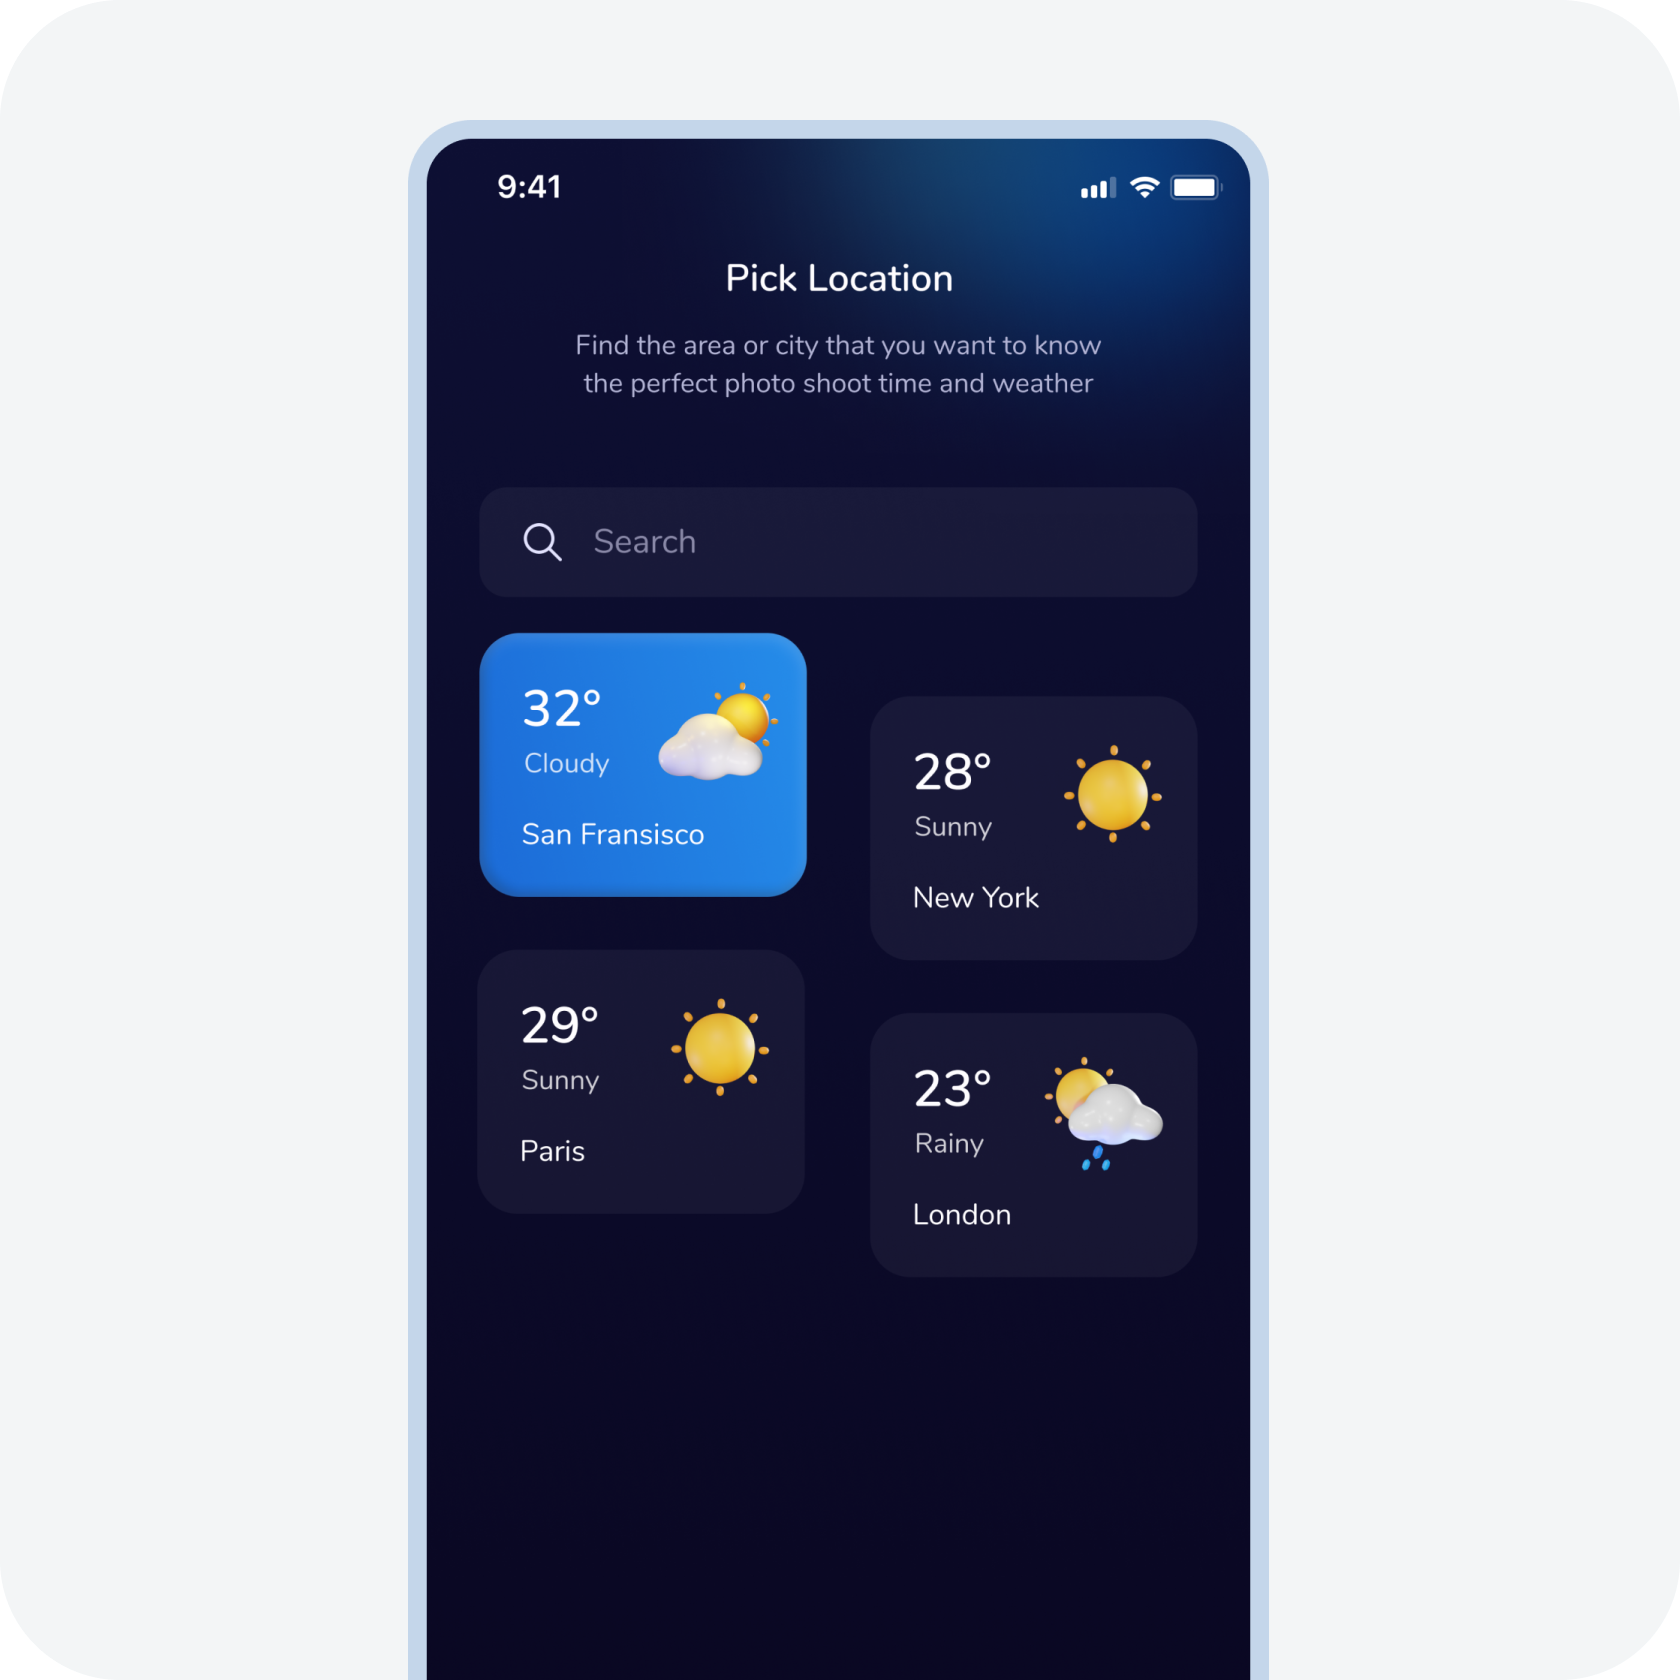 9:41
Pick Location
Find the area or city that you want to know
the perfect photo shoot time and weather
Search
32°
Cloudy
San Fransisco
28°
Sunny
New York
29°
Sunny
Paris
23°
Rainy
London